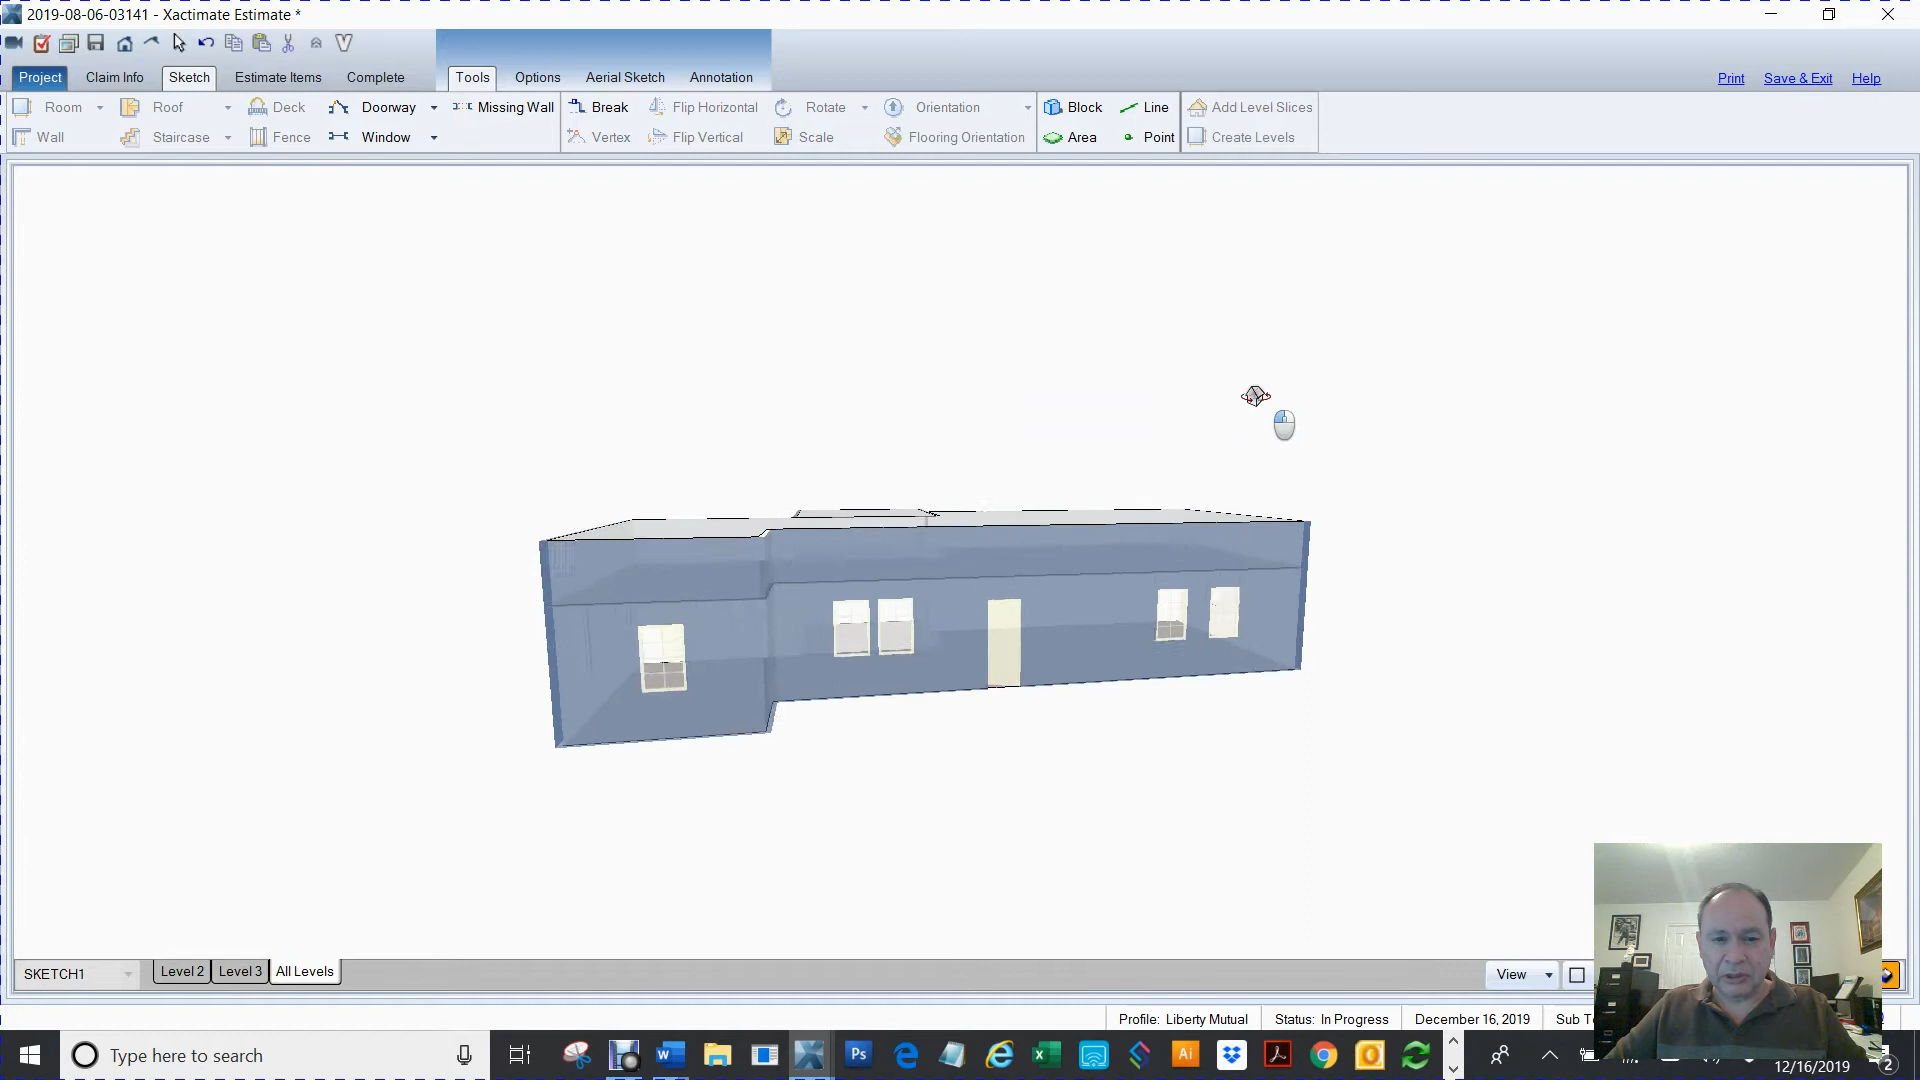 2019-08-06-03141 - Xactimate Estimate *
Project Claim Info Sketch Estimate Items Complete Tools Options Aerial Sketch Annotation Print Save & Exit Help
Room Roof Deck Doorway Missing Wall Break Flip Horizontal Rotate Orientation Block Line Add Level Slices
Wall Staircase Fence Window Vertex Flip Vertical Scale Flooring Orientation Area Point Create Levels
SKETCH1 Level 2 Level 3 All Levels View
Profile: Liberty Mutual Status: In Progress December 16, 2019 Sub
Type here to search W Ps Ai
12/16/2019 2